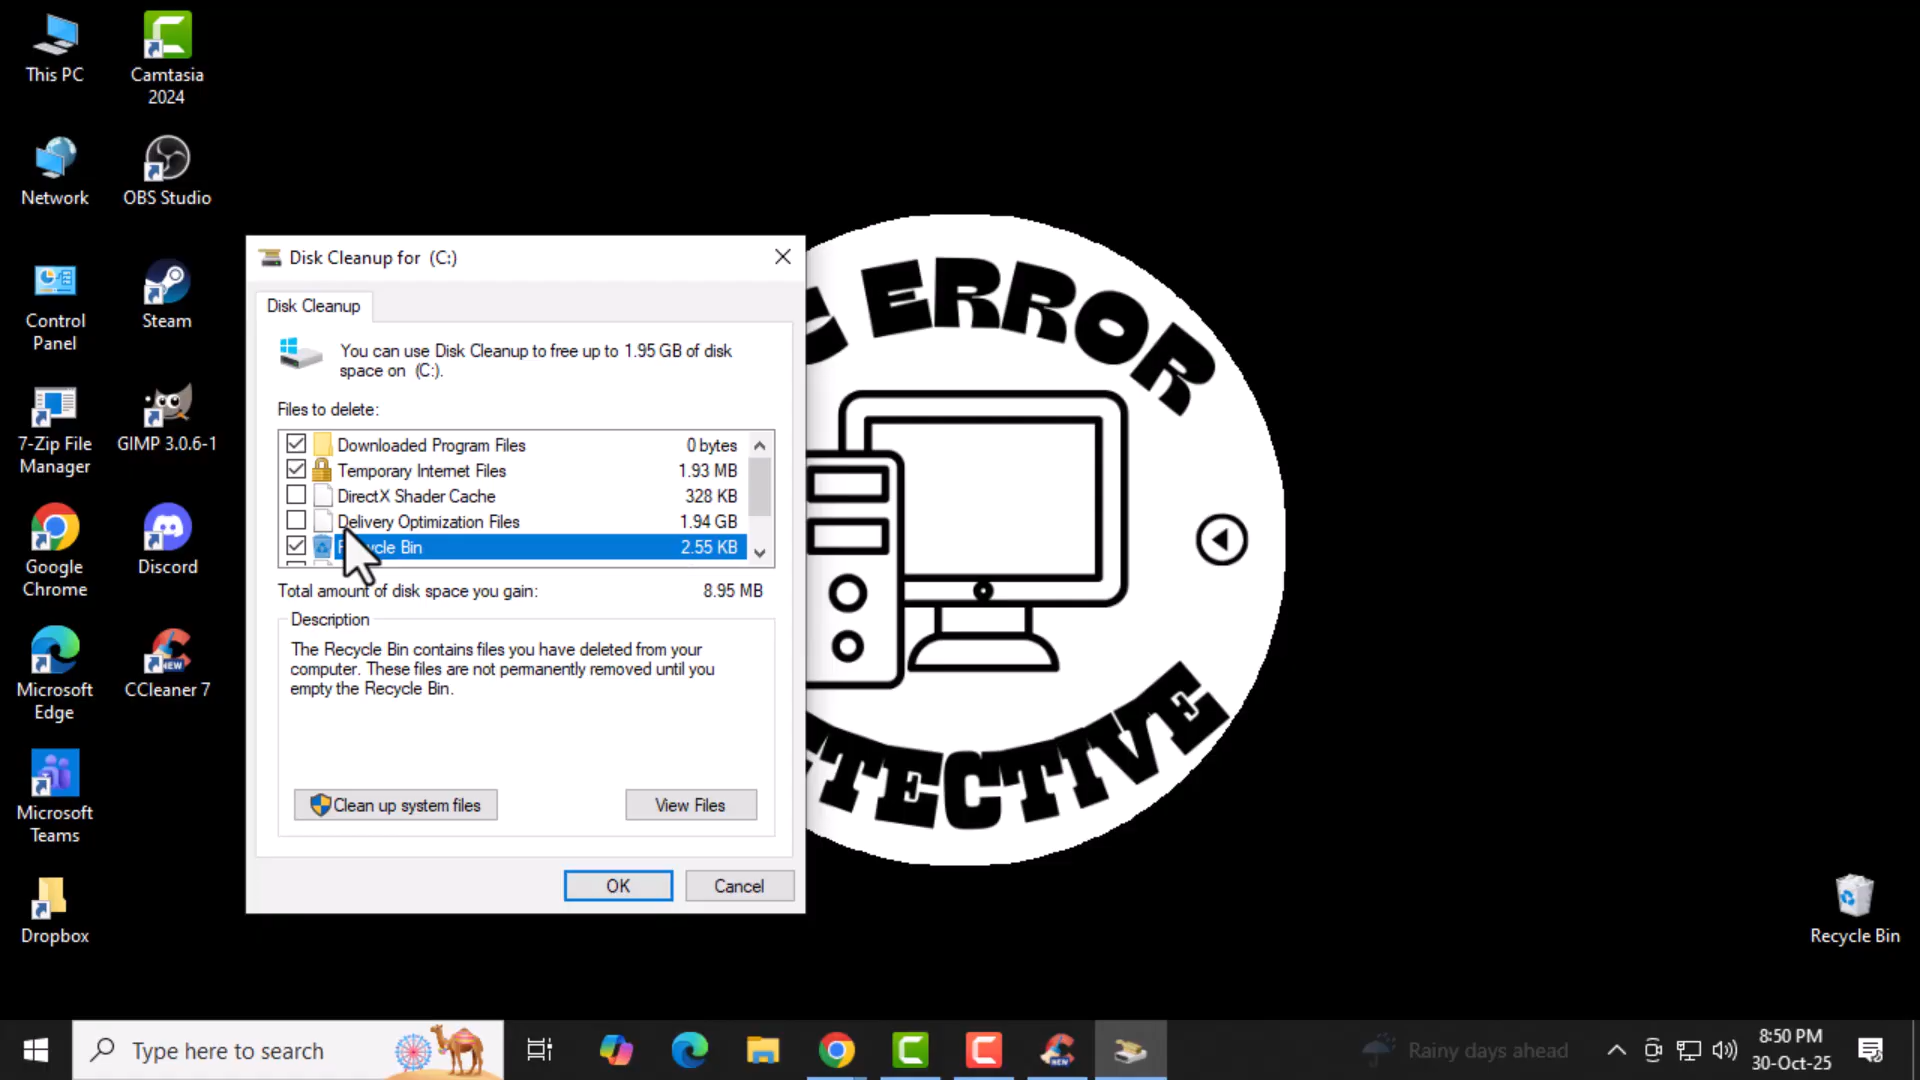 This PC
Camtasia
2024
Network
OBS Studio
Control
Panel
Steam
7-Zip File
Manager
GIMP 3.0.6-1
Google
Chrome
Discord
Microsoft
Edge
CCleaner 7
NEW
Microsoft
Teams
Dropbox
Disk Cleanup for (C:)
Disk Cleanup
You can use Disk Cleanup to free up to 1.95 GB of disk
space on (C:).
Files to delete:
Downloaded Program Files 0 bytes
Temporary Internet Files 1.93 MB
DirectX Shader Cache 328 KB
Delivery Optimization Files 1.94 GB
Bin 2.55 KB
Total amount of disk space you gain: 8.95 MB
Description
The Recycle Bin contains files you have deleted from your
computer. These files are not permanently removed until you
empty the Recycle Bin.
Clean up system files
View Files
OK
Cancel
ERROR
Recycle Bin
Type here to search
NEW
Rainy days ahead
8:50 PM
30-Oct-25